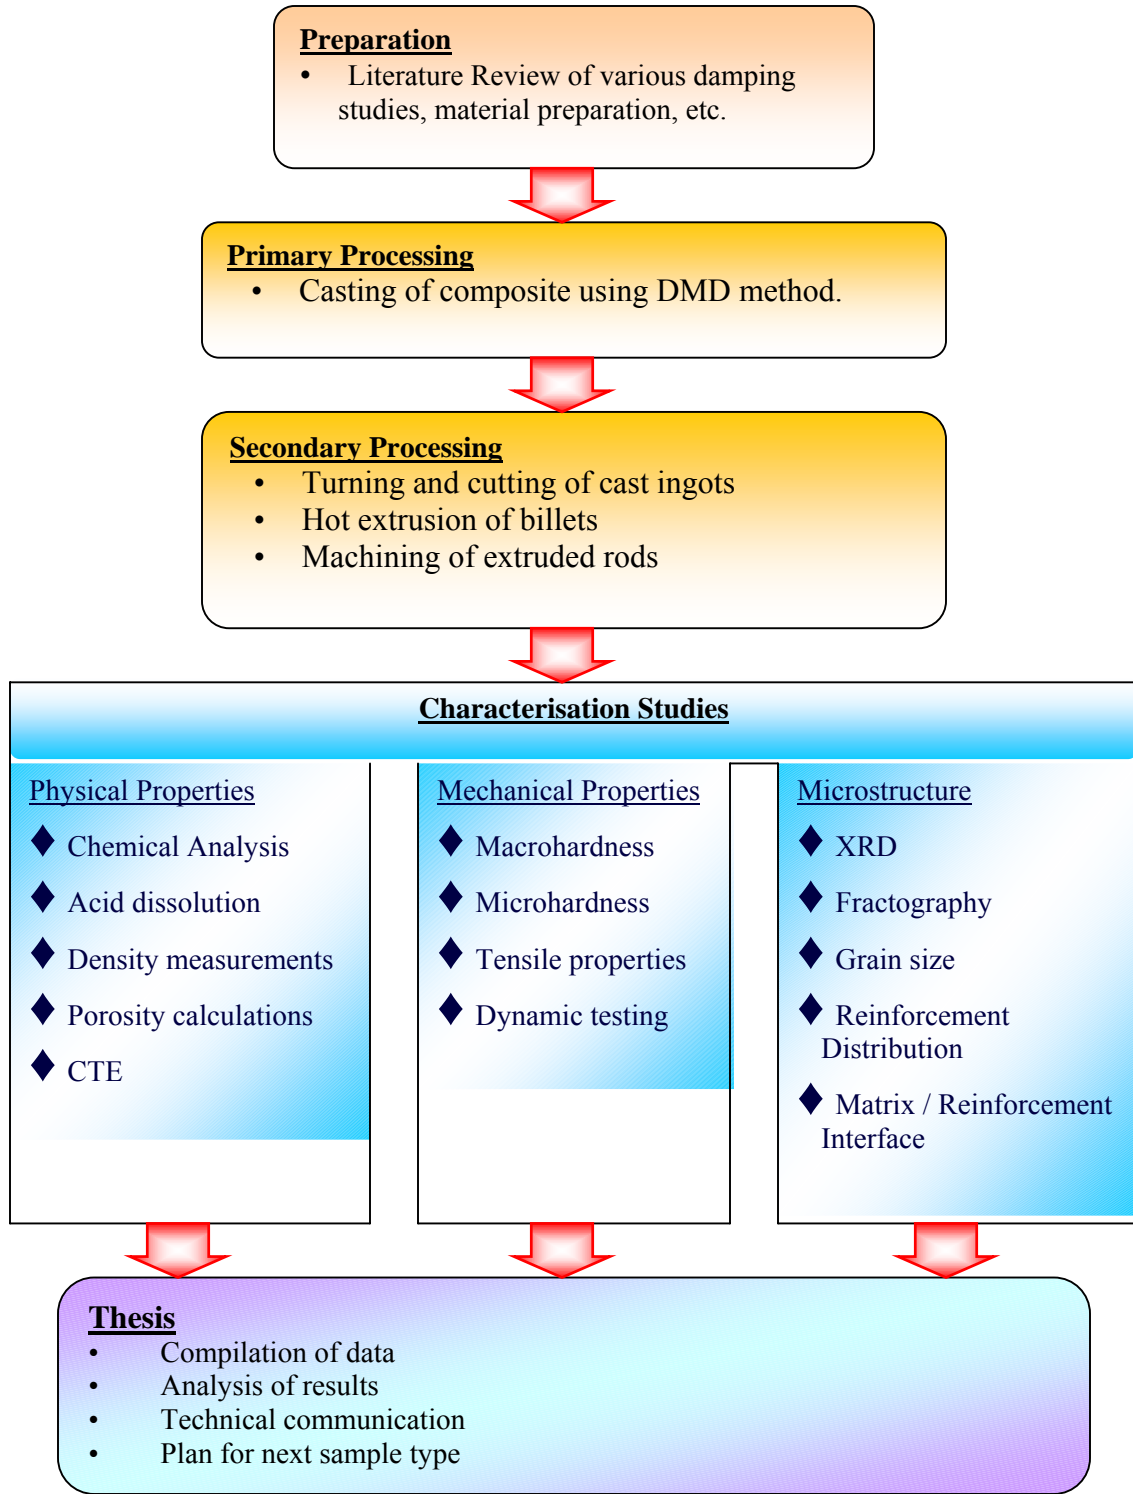 Preparation
• Literature Review of various damping
studies, material preparation, etc.
Primary Processing
• Casting of composite using DMD method.
Secondary Processing
• Turning and cutting of cast ingots
• Hot extrusion of billets
• Machining of extruded rods
Characterisation Studies
Physical Properties
♦ Chemical Analysis
♦ Acid dissolution
♦ Density measurements
♦ Porosity calculations
♦ CTE
Mechanical Properties
♦ Macrohardness
♦ Microhardness
♦ Tensile properties
♦ Dynamic testing
Microstructure
♦ XRD
♦ Fractography
♦ Grain size
♦ Reinforcement
Distribution
♦ Matrix / Reinforcement
Interface
Thesis
• Compilation of data
• Analysis of results
• Technical communication
• Plan for next sample type